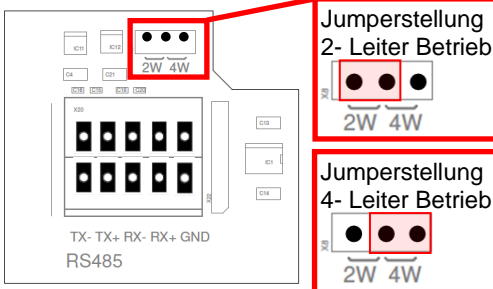 IC11
IC12
2W 4W
C4
C21
C16 C15 C19 C20
X20
C13
IC1
C14
X22
TX- TX+ RX- RX+ GND
RS485
Jumperstellung
2- Leiter Betrieb
X8
2W 4W
Jumperstellung
4- Leiter Betrieb
X8
2W 4W